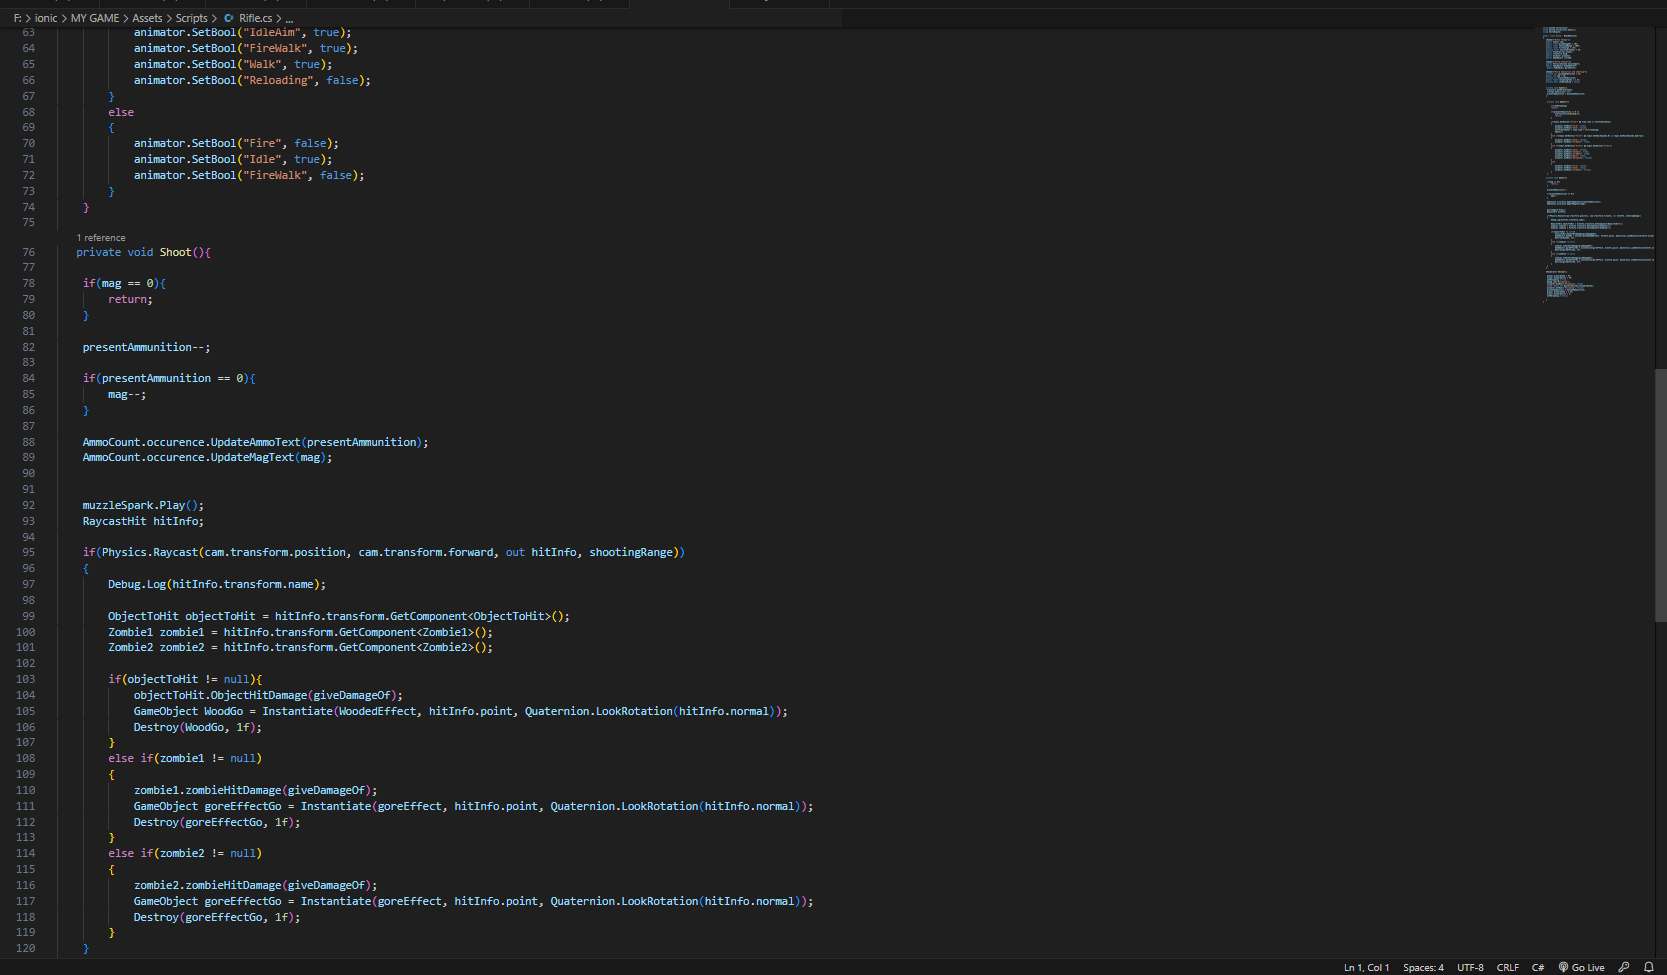 F: > ionic > MY GAME > Assets > Scripts > Rifle.cs > ...
63 animator.SetBool("IdleAim", true);
64 animator.SetBool("FireWalk", true);
65 animator.SetBool("Walk", true);
66 animator.SetBool("Reloading", false);
67 }
68 else
69 {
70 animator.SetBool("Fire", false);
71 animator.SetBool("Idle", true);
72 animator.SetBool("FireWalk", false);
73 }
74 }
75
1 reference
76 private void Shoot(){
77
78 if(mag == 0){
79 return;
80 }
81
82 presentAmmunition--;
83
84 if(presentAmmunition == 0){
85 mag--;
86 }
87
88 AmmoCount.occurence.UpdateAmmoText(presentAmmunition);
89 AmmoCount.occurence.UpdateMagText(mag);
90
91
92 muzzleSpark.Play();
93 RaycastHit hitInfo;
94
95 if(Physics.Raycast(cam.transform.position, cam.transform.forward, out hitInfo, shootingRange))
96 {
97 Debug.Log(hitInfo.transform.name);
98
99 ObjectToHit objectToHit = hitInfo.transform.GetComponent<ObjectToHit>();
100 Zombie1 zombie1 = hitInfo.transform.GetComponent<Zombie1>();
101 Zombie2 zombie2 = hitInfo.transform.GetComponent<Zombie2>();
102
103 if(objectToHit != null){
104 objectToHit.ObjectHitDamage(giveDamageOf);
105 GameObject WoodGo = Instantiate(WoodedEffect, hitInfo.point, Quaternion.LookRotation(hitInfo.normal));
106 Destroy(WoodGo, 1f);
107 }
108 else if(zombie1 != null)
109 {
110 zombie1.zombieHitDamage(giveDamageOf);
111 GameObject goreEffectGo = Instantiate(goreEffect, hitInfo.point, Quaternion.LookRotation(hitInfo.normal));
112 Destroy(goreEffectGo, 1f);
113 }
114 else if(zombie2 != null)
115 {
116 zombie2.zombieHitDamage(giveDamageOf);
117 GameObject goreEffectGo = Instantiate(goreEffect, hitInfo.point, Quaternion.LookRotation(hitInfo.normal));
118 Destroy(goreEffectGo, 1f);
119 }
120 }
Ln 1, Col 1 Spaces: 4 UTF-8 CRLF C# Go Live